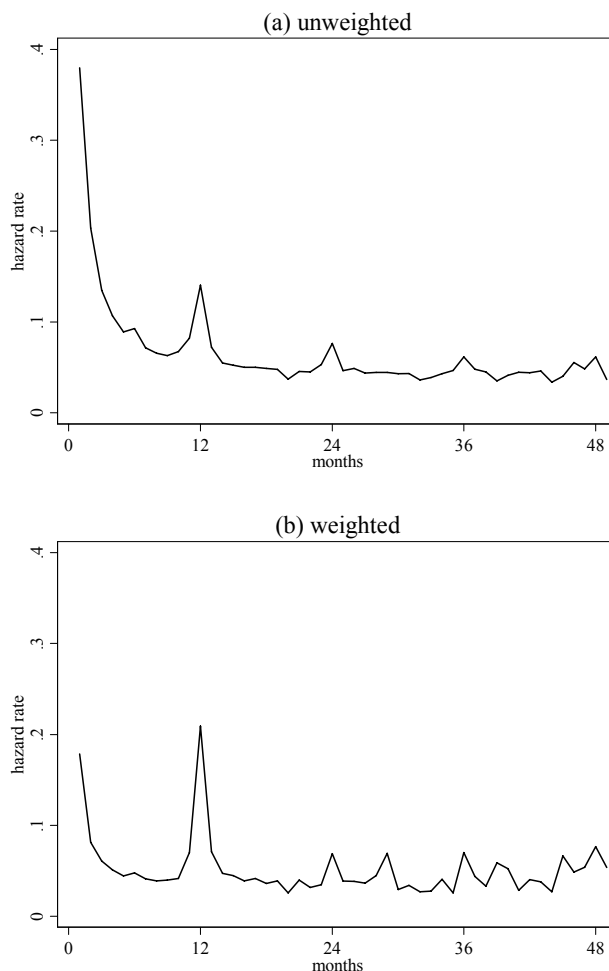 (a) unweighted
.4
.3
.2
.1
0
hazard rate
0 12 24 36 48
months
(b) weighted
.4
.3
.2
.1
0
hazard rate
0 12 24 36 48
months